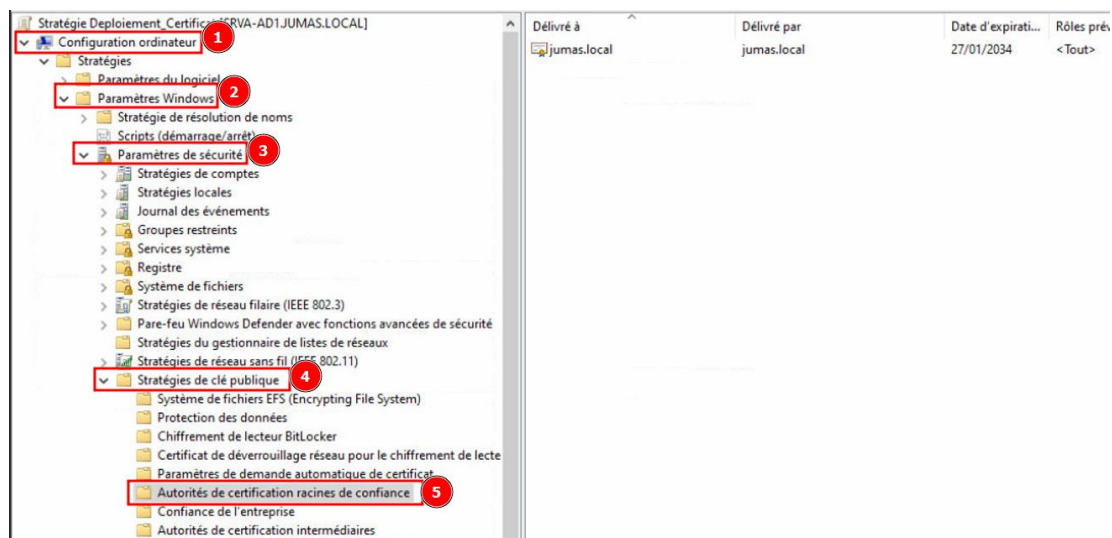 Stratégie Deploiement_Certificat [SRVA-AD1.JUMAS.LOCAL]
Configuration ordinateur
1
Stratégies
Paramètres du logiciel
Paramètres Windows
2
Stratégie de résolution de noms
Scripts (démarrage/arrêt)
Paramètres de sécurité
3
Stratégies de comptes
Stratégies locales
Journal des événements
Groupes restreints
Services système
Registre
Système de fichiers
Stratégies de réseau filaire (IEEE 802.3)
Pare-feu Windows Defender avec fonctions avancées de sécurité
Stratégies du gestionnaire de listes de réseaux
Stratégies de réseau sans fil (IEEE 802.11)
Stratégies de clé publique
4
Système de fichiers EFS (Encrypting File System)
Protection des données
Chiffrement de lecteur BitLocker
Certificat de déverrouillage réseau pour le chiffrement de lecte
Paramètres de demande automatique de certificat
Autorités de certification racines de confiance
5
Confiance de l'entreprise
Autorités de certification intermédiaires
Délivré à Délivré par Date d'expirati... Rôles prév
jumas.local jumas.local 27/01/2034 <Tout>